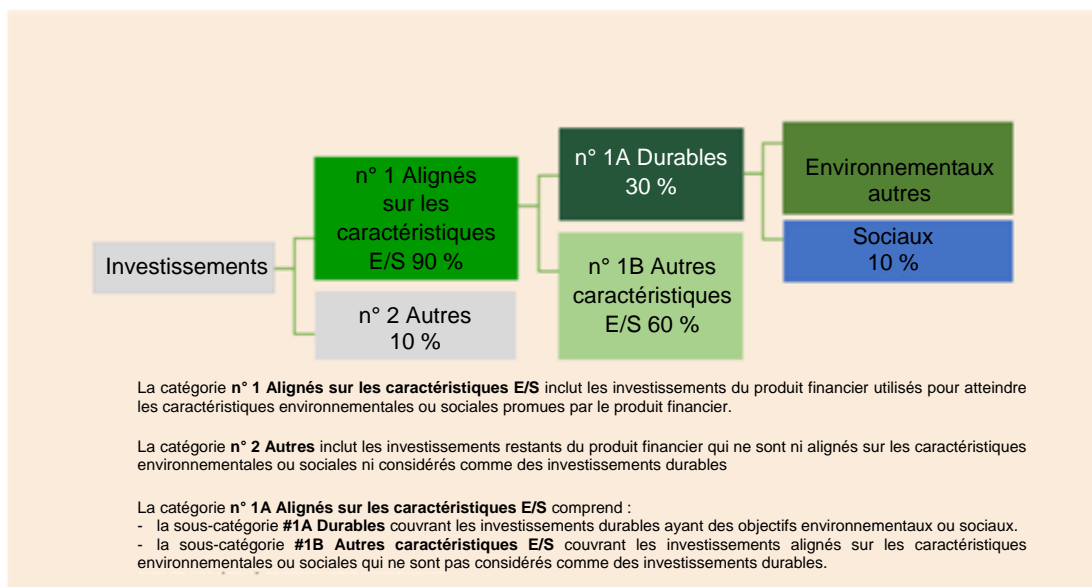 Investissements
n° 1 Alignés
sur les
caractéristiques
E/S 90 %
n° 2 Autres
10 %
n° 1A Durables
30 %
n° 1B Autres
caractéristiques
E/S 60 %
Environnementaux
autres
Sociaux
10 %
La catégorie n° 1 Alignés sur les caractéristiques E/S inclut les investissements du produit financier utilisés pour atteindre
les caractéristiques environnementales ou sociales promues par le produit financier.
La catégorie n° 2 Autres inclut les investissements restants du produit financier qui ne sont ni alignés sur les caractéristiques
environnementales ou sociales ni considérés comme des investissements durables
La catégorie n° 1A Alignés sur les caractéristiques E/S comprend :
- la sous-catégorie #1A Durables couvrant les investissements durables ayant des objectifs environnementaux ou sociaux.
- la sous-catégorie #1B Autres caractéristiques E/S couvrant les investissements alignés sur les caractéristiques
environnementales ou sociales qui ne sont pas considérés comme des investissements durables.